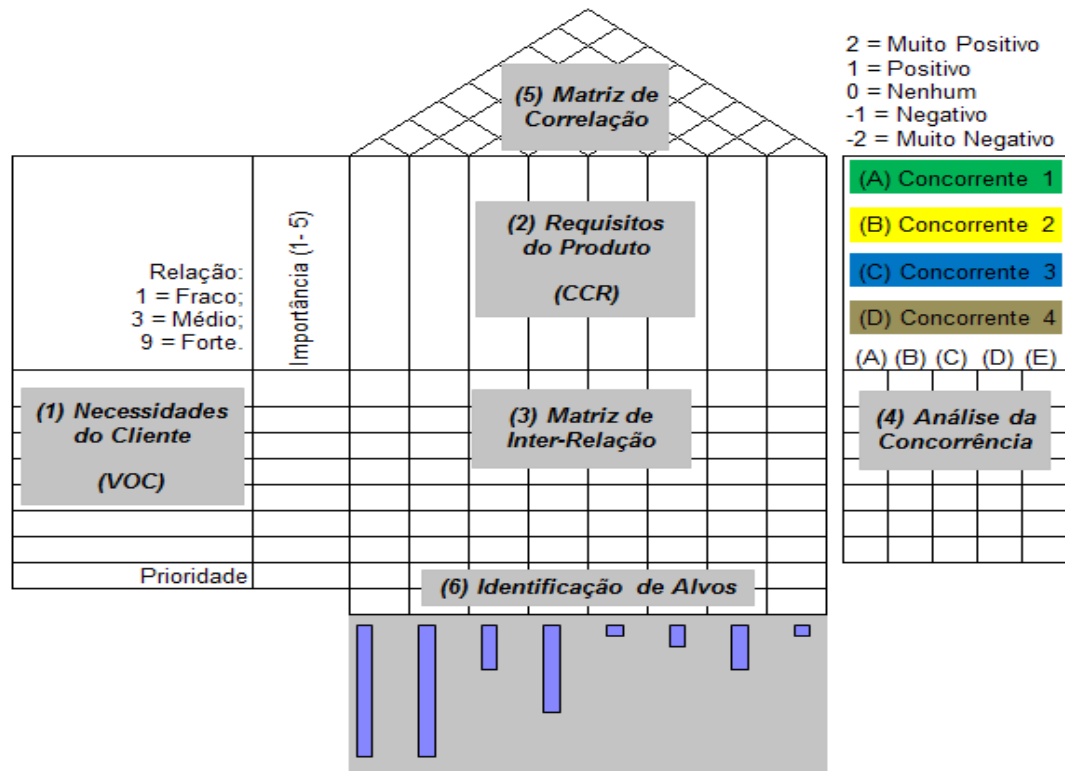 (5) Matriz de
Correlação
2 = Muito Positivo
1 = Positivo
0 = Nenhum
-1 = Negativo
-2 = Muito Negativo
Relação:
1 = Fraco;
3 = Médio;
9 = Forte.
Importância (1- 5)
(2) Requisitos
do Produto
(CCR)
(A) Concorrente 1
(B) Concorrente 2
(C) Concorrente 3
(D) Concorrente 4
(A) (B) (C) (D) (E)
(1) Necessidades
do Cliente
(VOC)
(3) Matriz de
Inter-Relação
(4) Análise da
Concorrência
Prioridade
(6) Identificação de Alvos